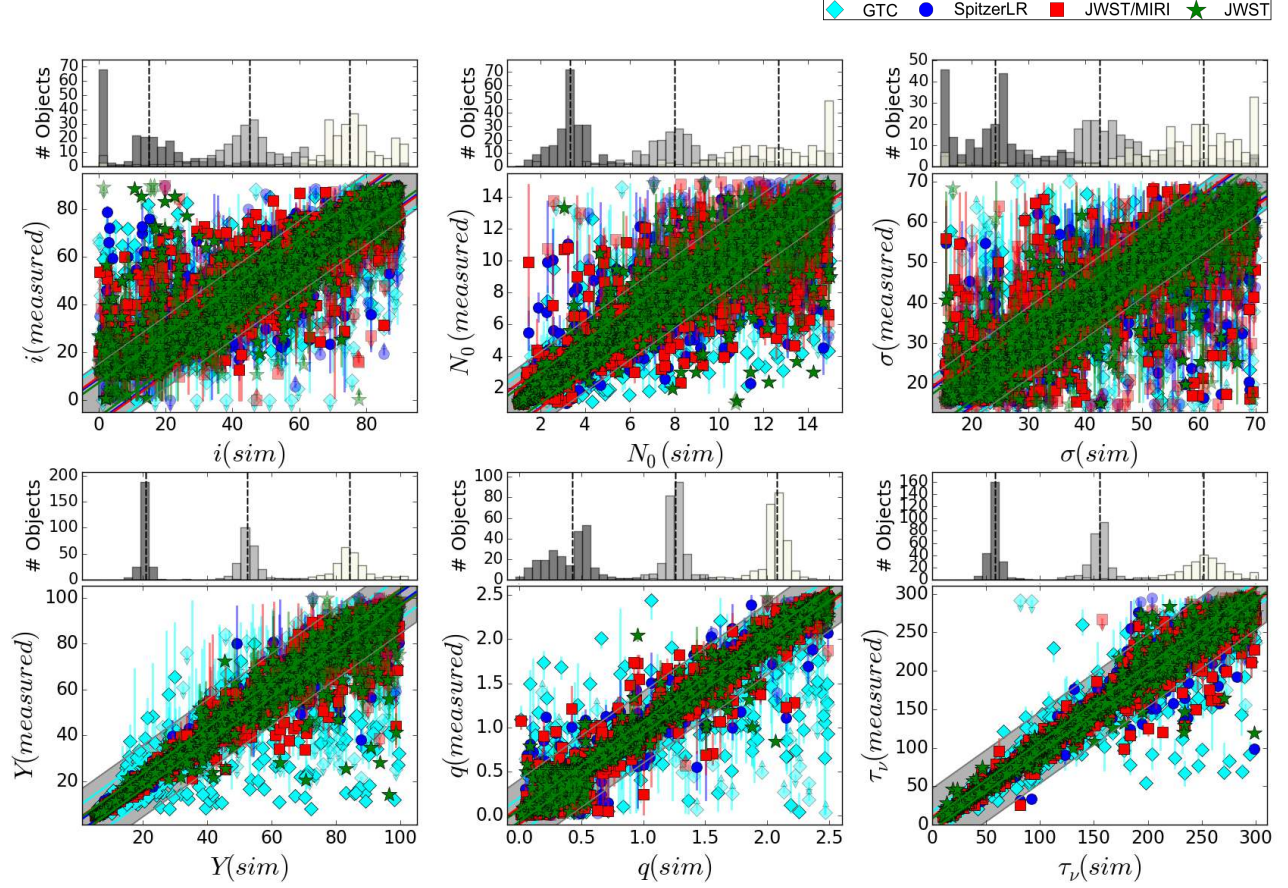 GTC SpitzerLR JWST/MIRI JWST
# Objects 70 60 50 40 30 20 10 0
# Objects 70 60 50 40 30 20 10 0
# Objects 50 40 30 20 10 0
i(measured) 80 60 40 20 0
N₀(measured) 14 12 10 8 6 4 2
σ(measured) 70 60 50 40 30 20
0 20 40 60 80
2 4 6 8 10 12 14
20 30 40 50 60 70
i(sim) N₀(sim) σ(sim)
# Objects 200 150 100 50 0
# Objects 100 80 60 40 20 0
# Objects 160 140 120 100 80 60 40 20 0
Y(measured) 100 80 60 40 20
q(measured) 2.5 2.0 1.5 1.0 0.5 0.0
τᵥ(measured) 300 250 200 150 100 50 0
20 40 60 80 100
0.0 0.5 1.0 1.5 2.0 2.5
0 50 100 150 200 250 300
Y(sim) q(sim) τᵥ(sim)